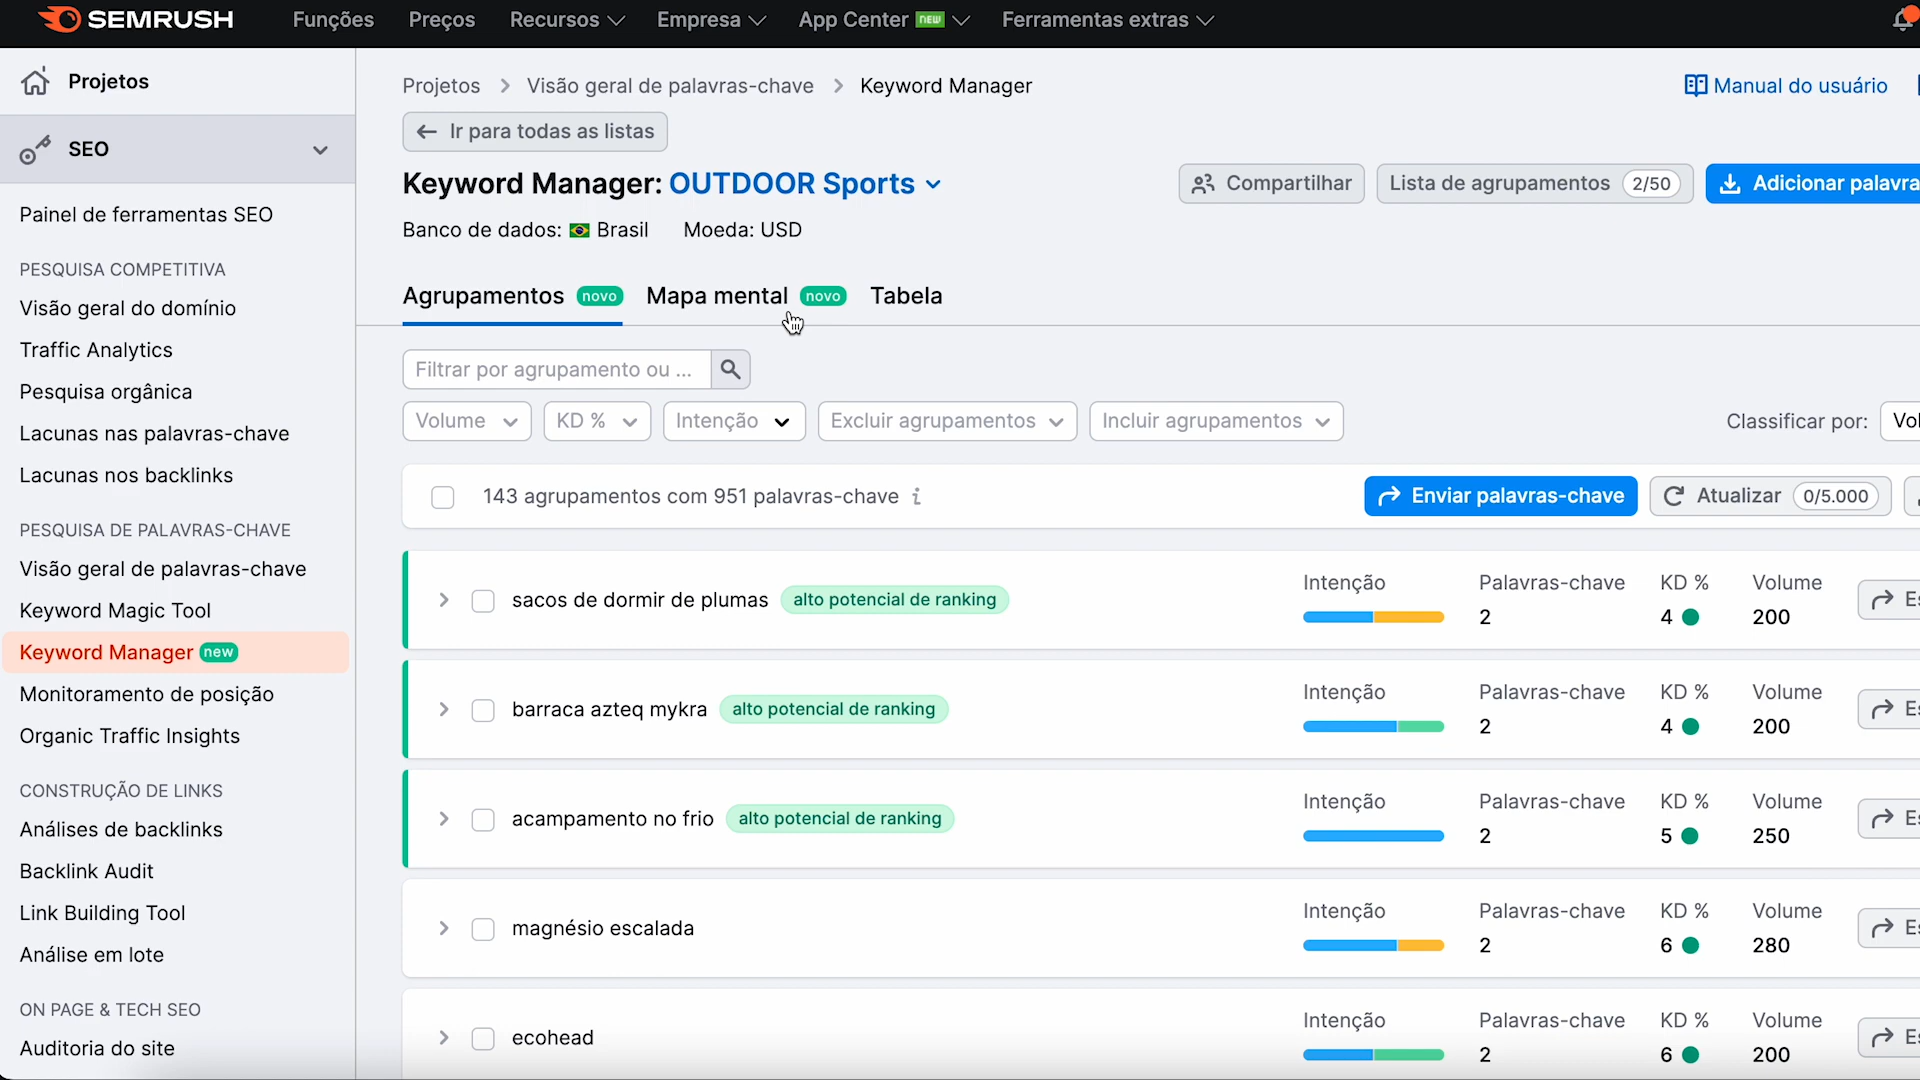 SEMRUSH
Funções
Preços
Recursos
Empresa
App Center NEW
Ferramentas extras
Projetos
SEO
Painel de ferramentas SEO
PESQUISA COMPETITIVA
Visão geral do domínio
Traffic Analytics
Pesquisa orgânica
Lacunas nas palavras-chave
Lacunas nos backlinks
PESQUISA DE PALAVRAS-CHAVE
Visão geral de palavras-chave
Keyword Magic Tool
Keyword Manager new
Monitoramento de posição
Organic Traffic Insights
CONSTRUÇÃO DE LINKS
Análises de backlinks
Backlink Audit
Link Building Tool
Análise em lote
ON PAGE & TECH SEO
Auditoria do site
Projetos > Visão geral de palavras-chave > Keyword Manager
Manual do usuário
← Ir para todas as listas
Keyword Manager: OUTDOOR Sports
Compartilhar
Lista de agrupamentos 2/50
Adicionar palavra
Banco de dados: Brasil Moeda: USD
Agrupamentos novo
Mapa mental novo
Tabela
Filtrar por agrupamento ou ...
Volume
KD %
Intenção
Excluir agrupamentos
Incluir agrupamentos
Classificar por: Vol
143 agrupamentos com 951 palavras-chave i
Enviar palavras-chave
Atualizar 0/5.000
sacos de dormir de plumas alto potencial de ranking
Intenção Palavras-chave KD % Volume
2 4 200
Es
barraca azteq mykra alto potencial de ranking
Intenção Palavras-chave KD % Volume
2 4 200
Es
acampamento no frio alto potencial de ranking
Intenção Palavras-chave KD % Volume
2 5 250
Es
magnésio escalada
Intenção Palavras-chave KD % Volume
2 6 280
Es
ecohead
Intenção Palavras-chave KD % Volume
2 6 200
Es